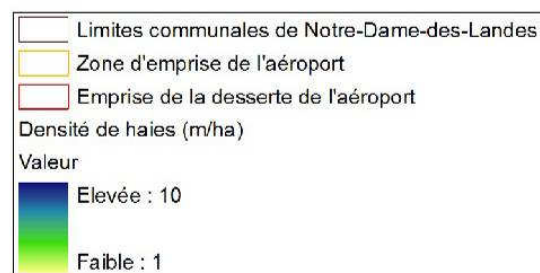 Limites communales de Notre-Dame-des-Landes
Zone d'emprise de l'aéroport
Emprise de la desserte de l'aéroport
Densité de haies (m/ha)
Valeur
Elevée : 10
Faible : 1